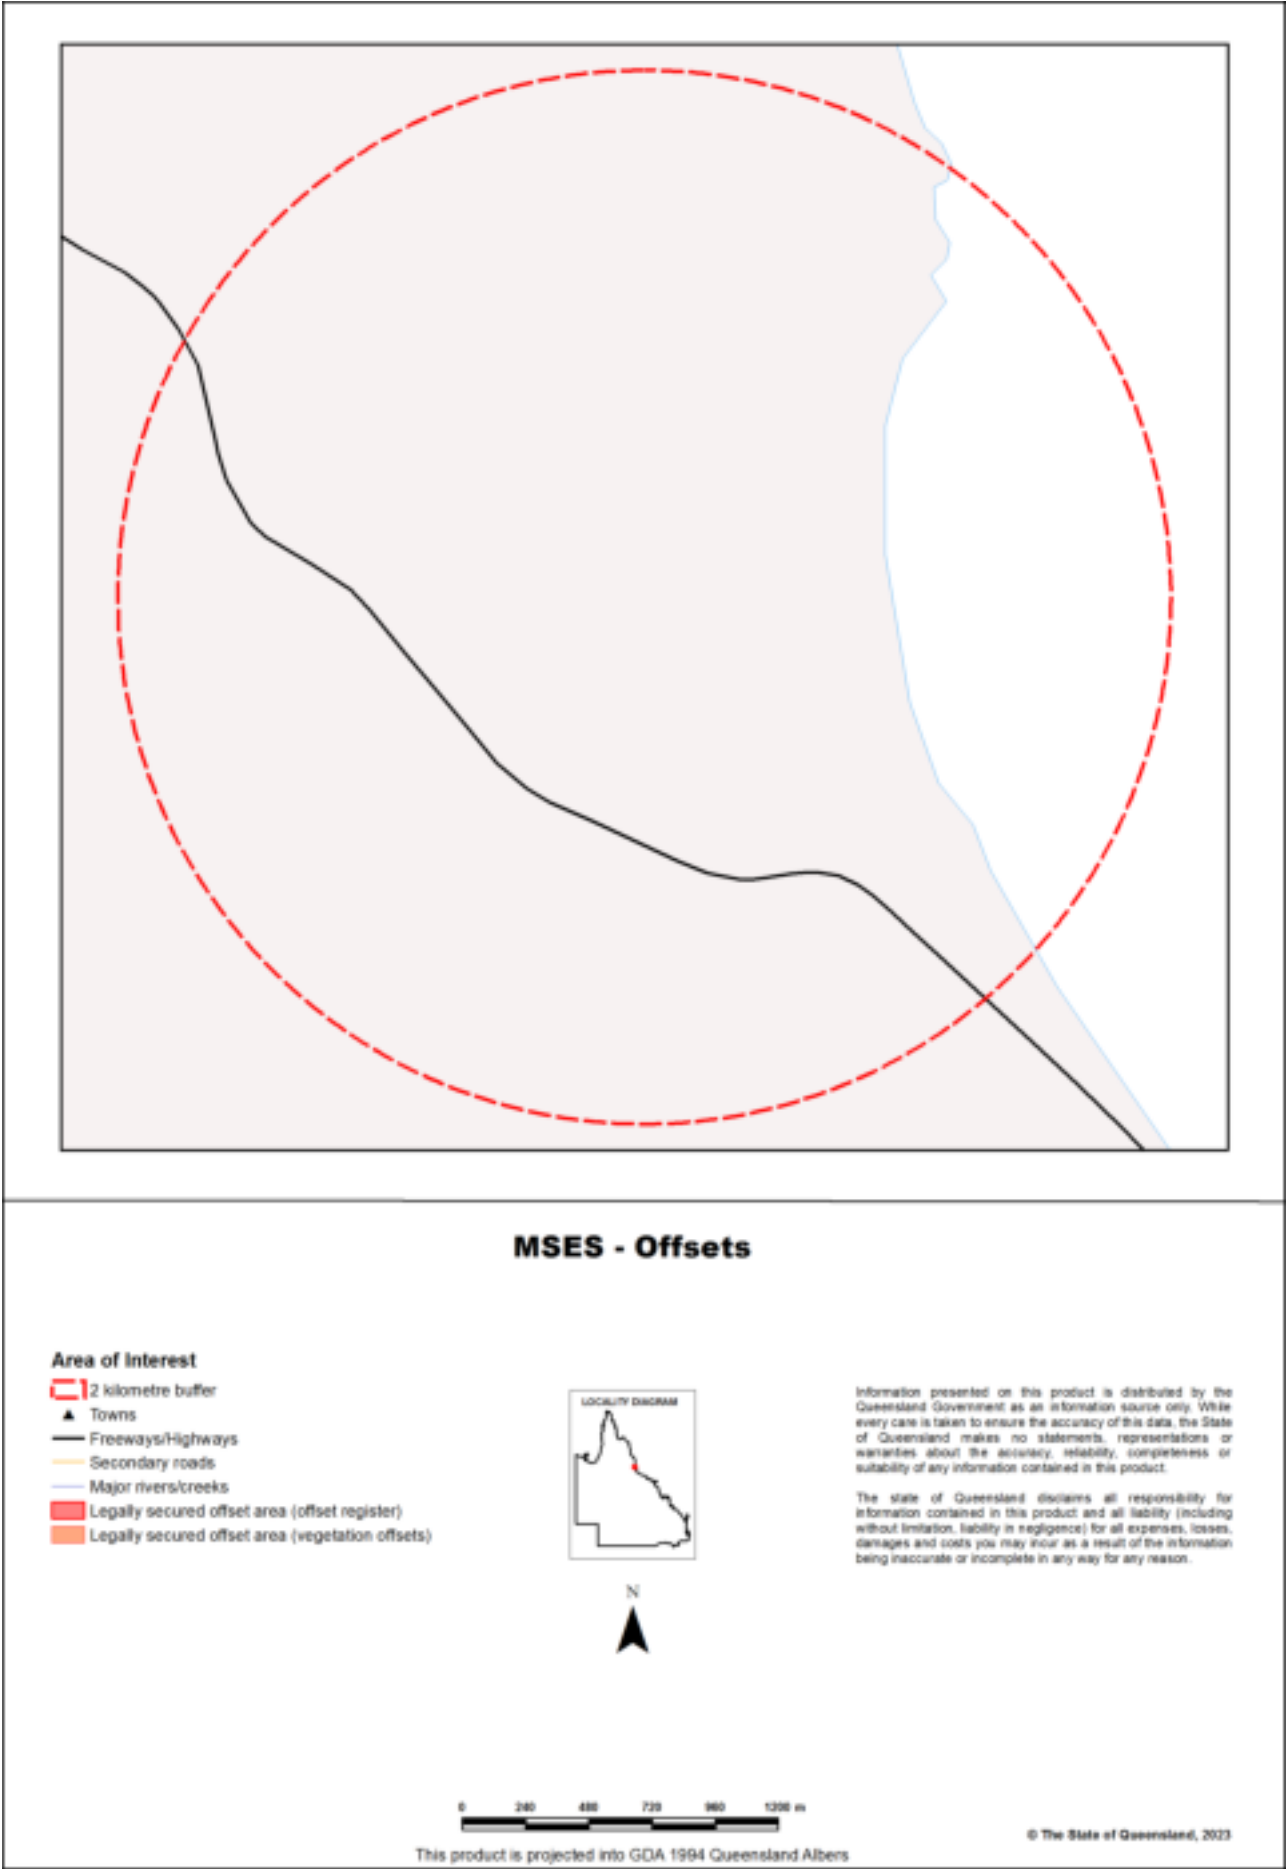 MSES - Offsets
Area of Interest
2 kilometre buffer
Towns
Freeways/Highways
Secondary roads
Major rivers/creeks
Legally secured offset area (offset register)
Legally secured offset area (vegetation offsets)
LOCALITY DIAGRAM
N
Information presented on this product is distributed by the
Queensland Government as an information source only. While
every care is taken to ensure the accuracy of this data, the State
of Queensland makes no statements, representations or
warranties about the accuracy, reliability, completeness or
suitability of any information contained in this product.
The state of Queensland disclaims all responsibility for
information contained in this product and all liability (including
without limitation, liability in negligence) for all expenses, losses,
damages and costs you may incur as a result of the information
being inaccurate or incomplete in any way for any reason.
0 240 480 720 960 1200 m
This product is projected into GDA 1994 Queensland Albers
© The State of Queensland, 2023